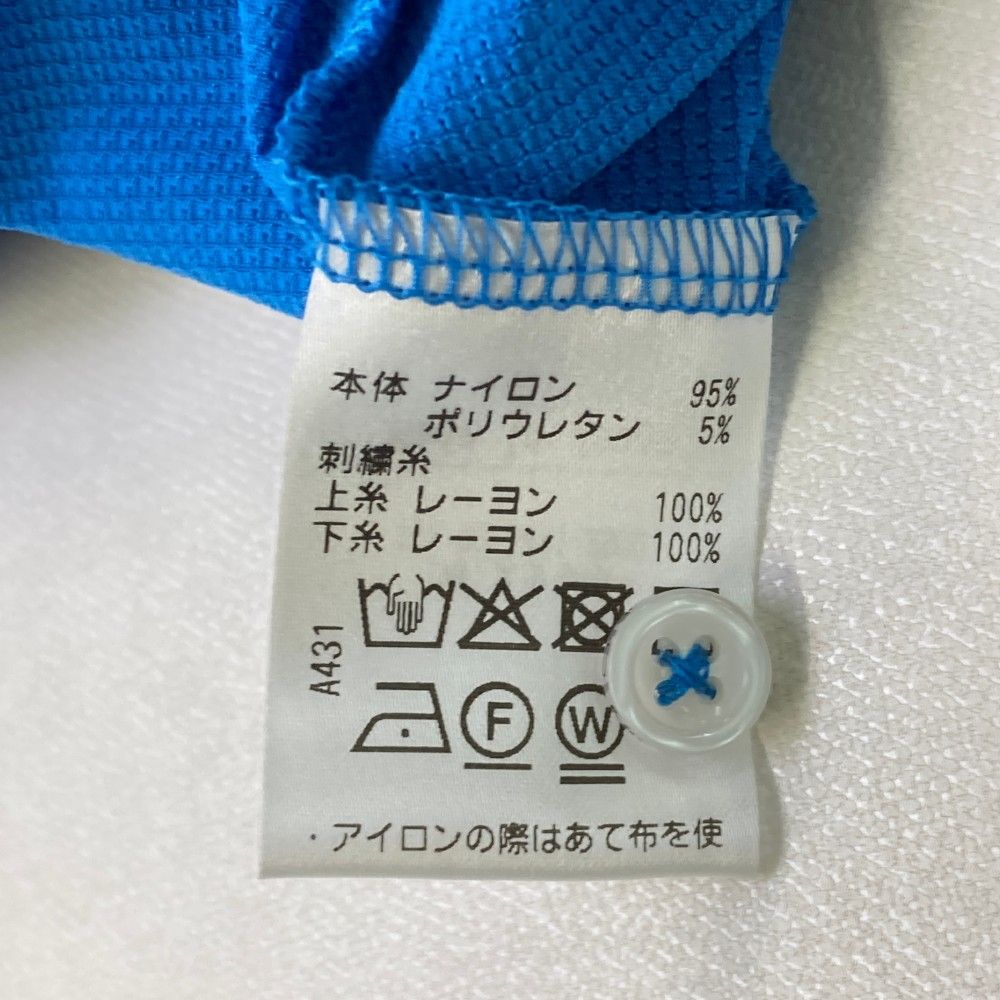 本体 ナイロン 95%
ポリウレタン 5%
刺繍糸
上糸 レーヨン 100%
下糸 レーヨン 100%
A431
F W
・アイロンの際はあて布を使